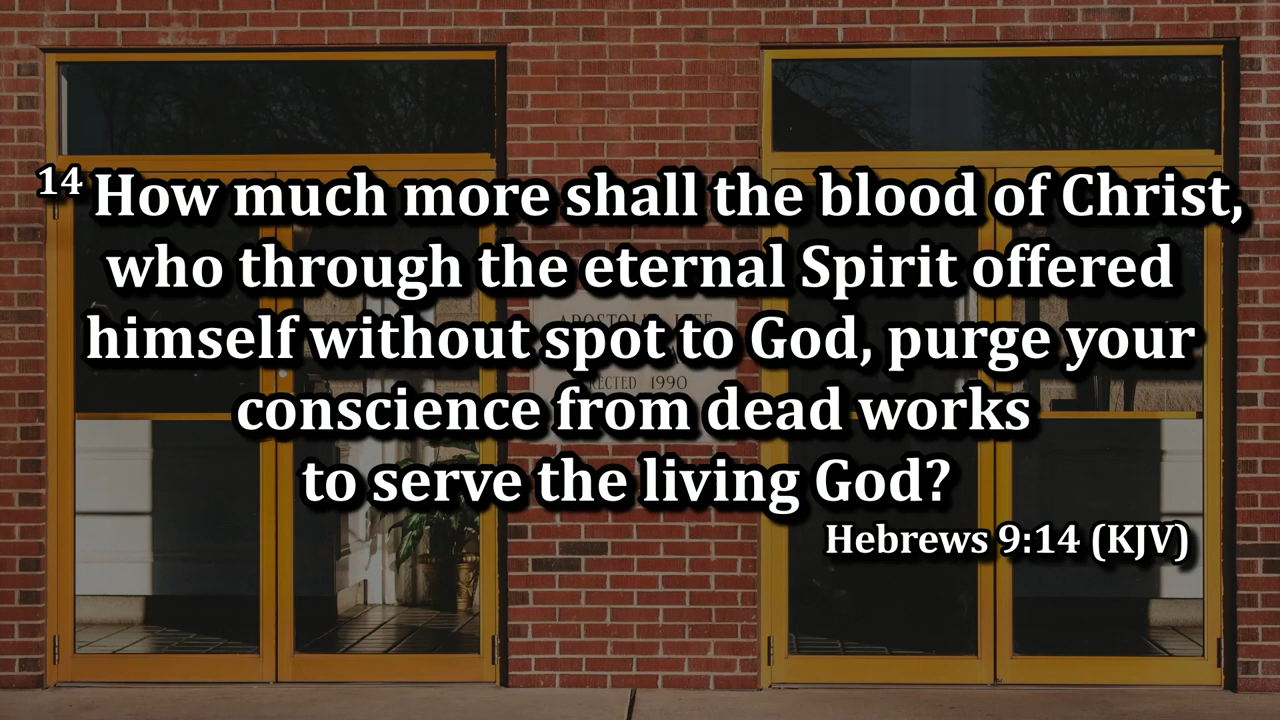 14 How much more shall the blood of Christ,
who through the eternal Spirit offered
himself without spot to God, purge your
conscience from dead works
to serve the living God?
Hebrews 9:14 (KJV)
1990